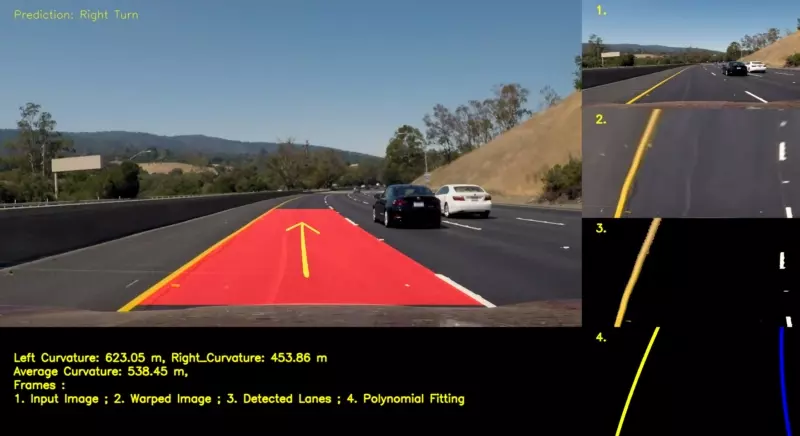 Prediction: Right Turn
1.
2.
3.
4.
Left Curvature: 623.05 m, Right_Curvature: 453.86 m
Average Curvature: 538.45 m,
Frames :
1. Input Image ; 2. Warped Image ; 3. Detected Lanes ; 4. Polynomial Fitting